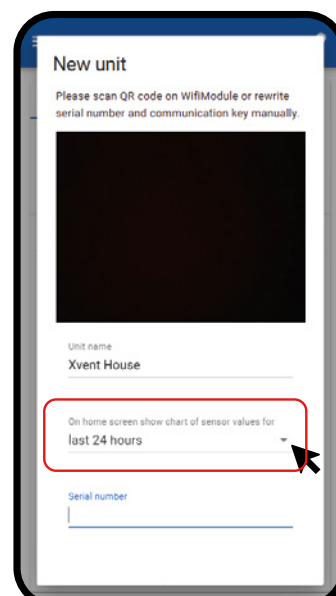 New unit
Please scan QR code on WifiModule or rewrite
serial number and communication key manually.
Unit name
Xvent House
On home screen show chart of sensor values for
last 24 hours
Serial number